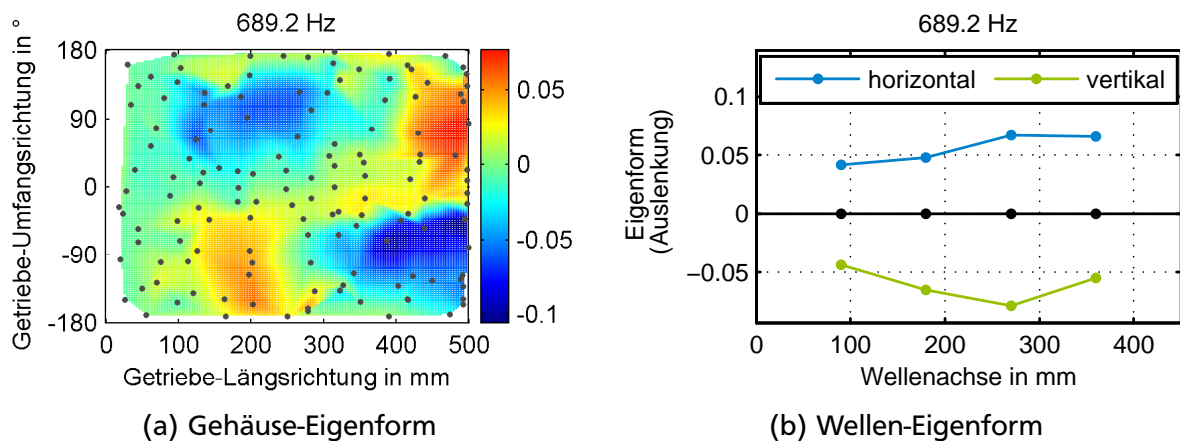 689.2 Hz
Getriebe-Umfangsrichtung in °
180
90
0
-90
-180
0 100 200 300 400 500
Getriebe-Längsrichtung in mm
0.05
0
-0.05
-0.1
(a) Gehäuse-Eigenform
689.2 Hz
horizontal vertikal
Eigenform
(Auslenkung)
0.1
0.05
0
−0.05
0 100 200 300 400
Wellenachse in mm
(b) Wellen-Eigenform